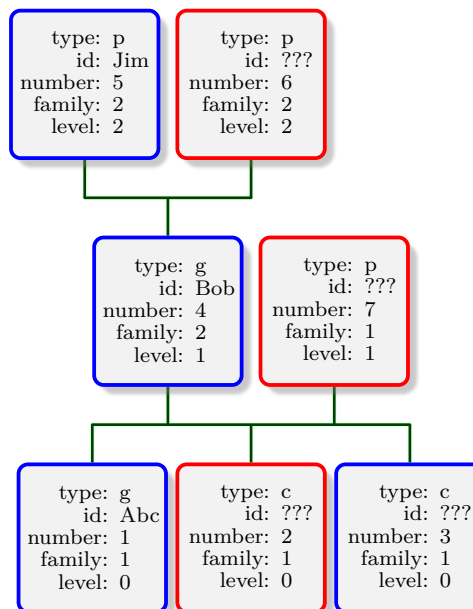 type: p
id: Jim
number: 5
family: 2
level: 2
type: p
id: ???
number: 6
family: 2
level: 2
type: g
id: Bob
number: 4
family: 2
level: 1
type: p
id: ???
number: 7
family: 1
level: 1
type: g
id: Abc
number: 1
family: 1
level: 0
type: c
id: ???
number: 2
family: 1
level: 0
type: c
id: ???
number: 3
family: 1
level: 0